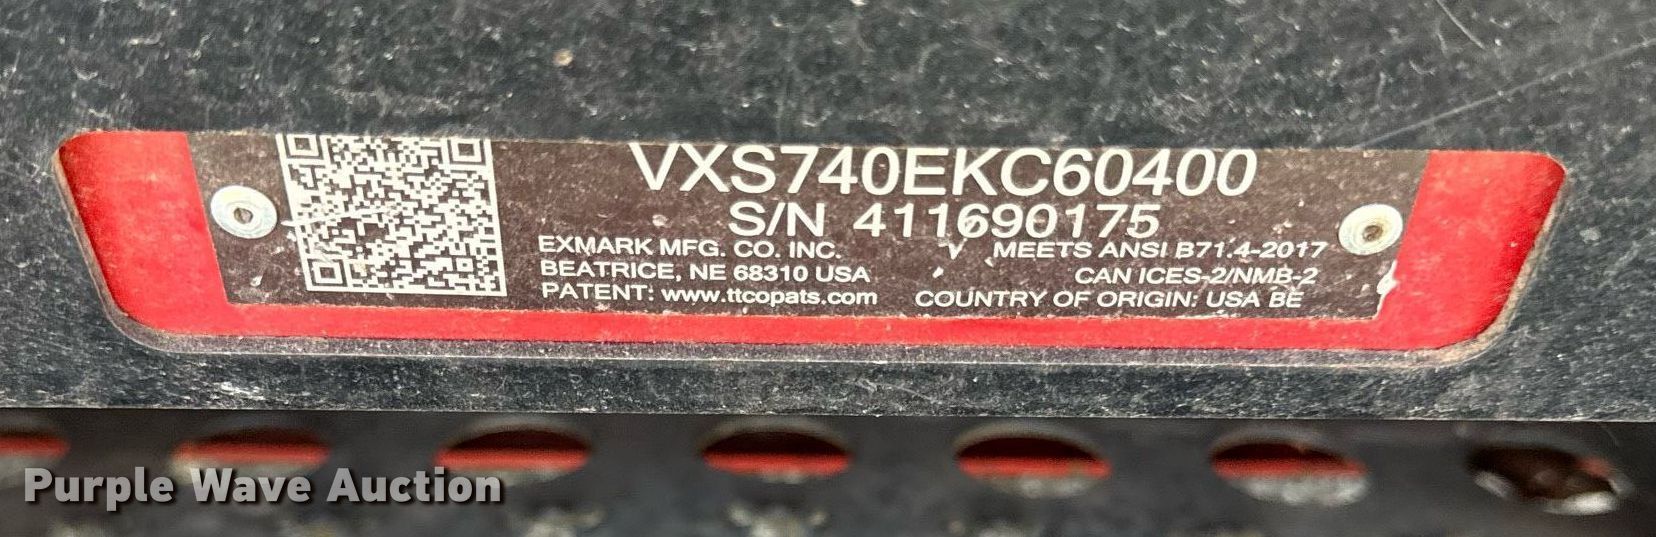 VXS740EKC60400
S/N 411690175
EXMARK MFG. CO. INC.
BEATRICE, NE 68310 USA
PATENT: www.ttcopats.com
MEETS ANSI B71.4-2017
CAN ICES-2/NMB-2
COUNTRY OF ORIGIN: USA BE
Purple Wave Auction